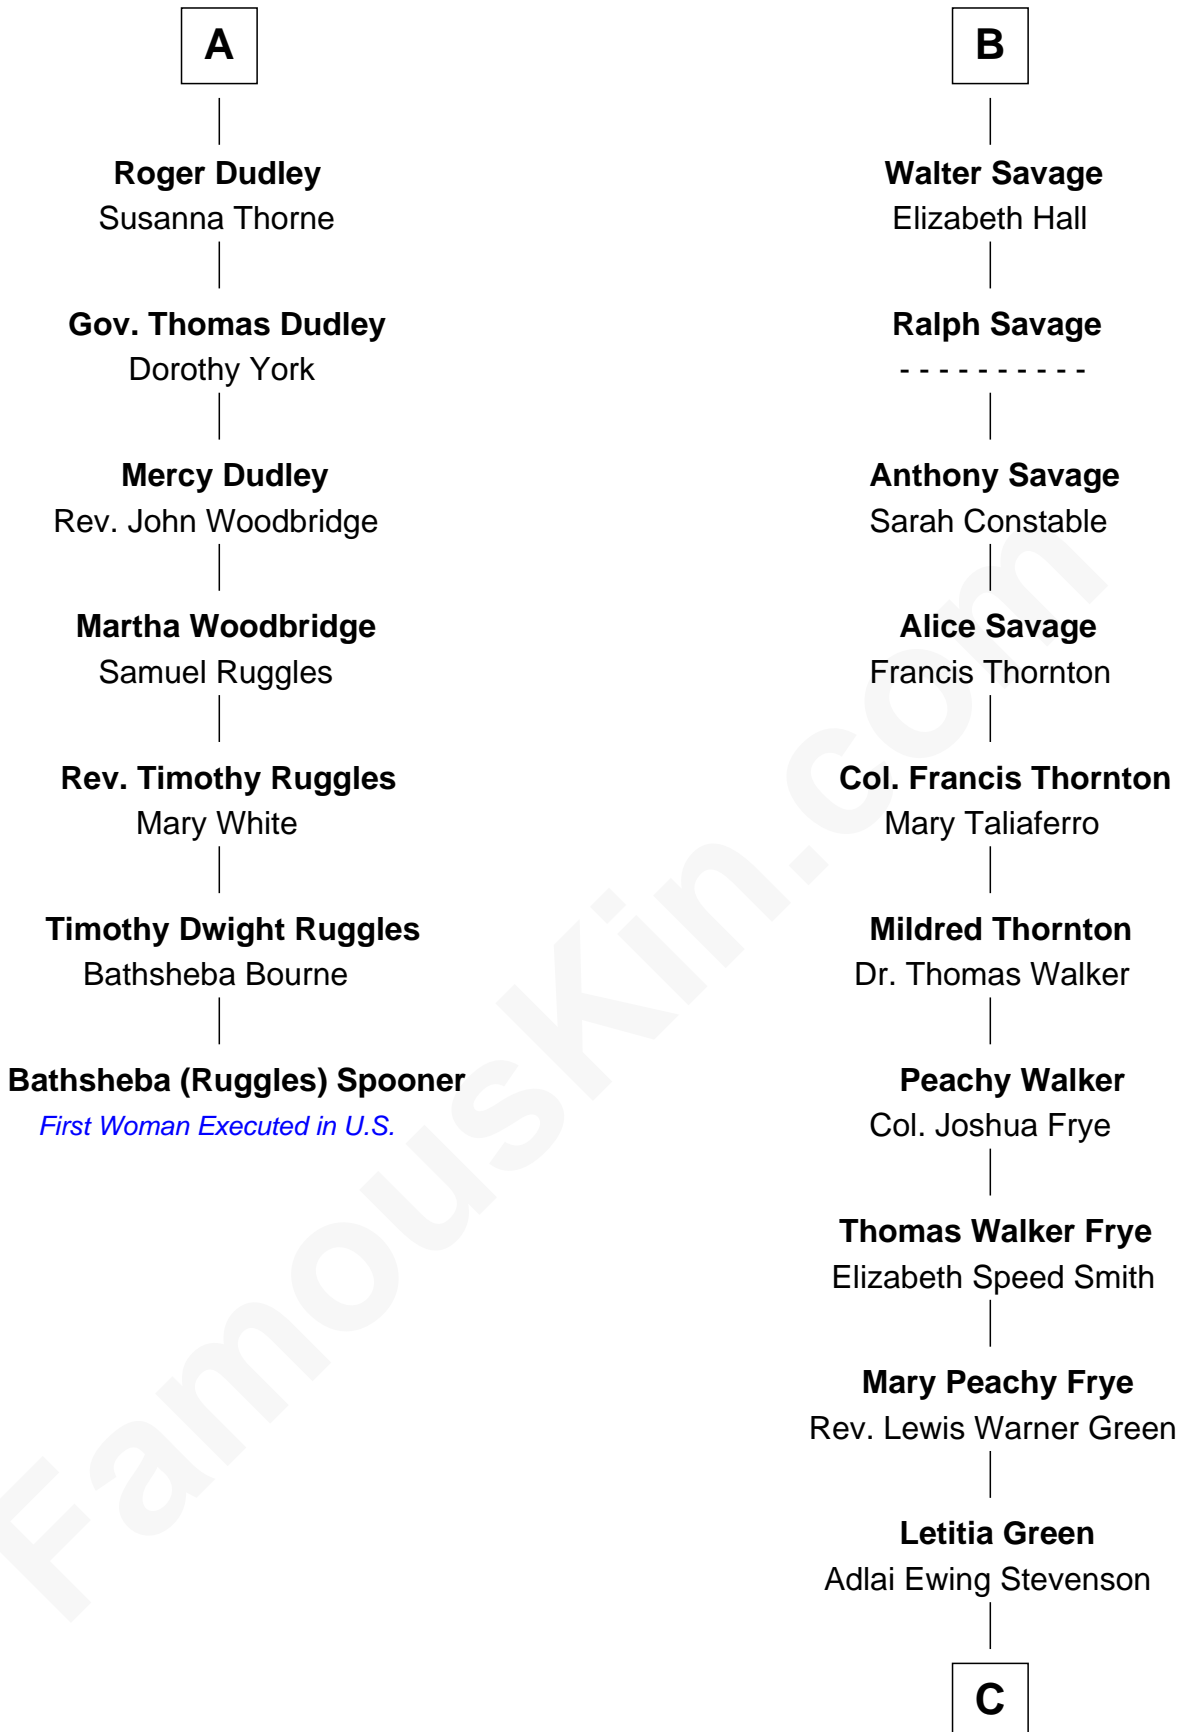 A
Roger Dudley
Susanna Thorne
Gov. Thomas Dudley
Dorothy York
Mercy Dudley
Rev. John Woodbridge
Martha Woodbridge
Samuel Ruggles
Rev. Timothy Ruggles
Mary White
Timothy Dwight Ruggles
Bathsheba Bourne
Bathsheba (Ruggles) Spooner
First Woman Executed in U.S.
B
Walter Savage
Elizabeth Hall
Ralph Savage
- - - - - - - - - -
Anthony Savage
Sarah Constable
Alice Savage
Francis Thornton
Col. Francis Thornton
Mary Taliaferro
Mildred Thornton
Dr. Thomas Walker
Peachy Walker
Col. Joshua Frye
Thomas Walker Frye
Elizabeth Speed Smith
Mary Peachy Frye
Rev. Lewis Warner Green
Letitia Green
Adlai Ewing Stevenson
C
FamousKin.com